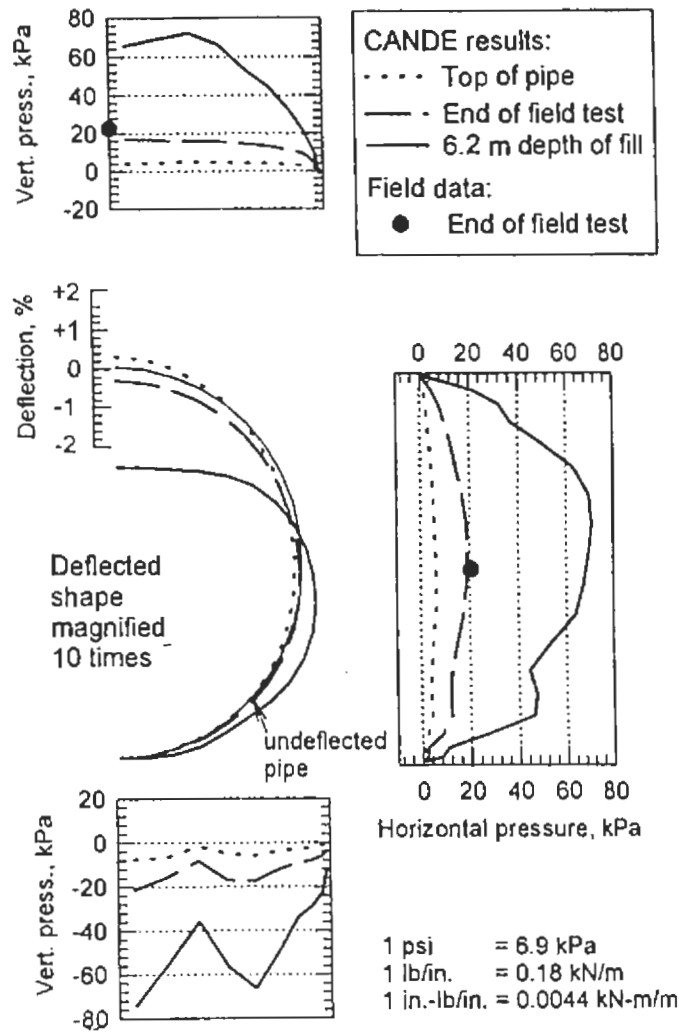 80
60
40
20
0
-20
Vert. press., kPa
CANDE results:
Top of pipe
End of field test
6.2 m depth of fill
Field data:
End of field test
+2
+1
0
-1
-2
Deflection, %
Deflected
shape
magnified
10 times
undeflected
pipe
0 20 40 60 80
0 20 40 60 80
Horizontal pressure, kPa
20
0
-20
-40
-60
-80
Vert. press., kPa
1 psi = 6.9 kPa
1 lb/in. = 0.18 kN/m
1 in.-lb/in. = 0.0044 kN-m/m